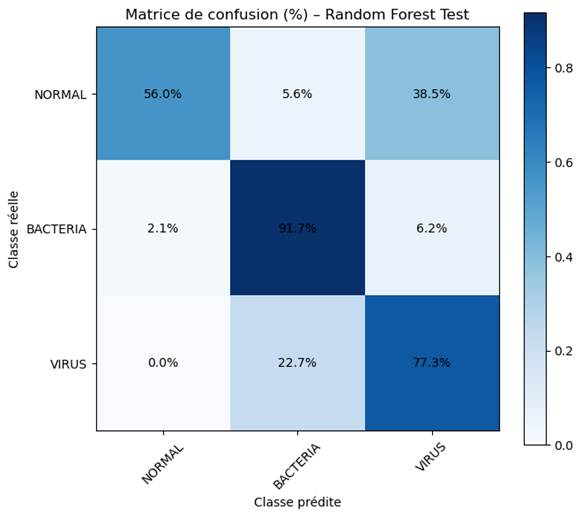 Matrice de confusion (%) – Random Forest Test
Classe réelle
NORMAL
56.0%
5.6%
38.5%
BACTERIA
2.1%
91.7%
6.2%
VIRUS
0.0%
22.7%
77.3%
NORMAL
BACTERIA
VIRUS
Classe prédite
0.8
0.6
0.4
0.2
0.0